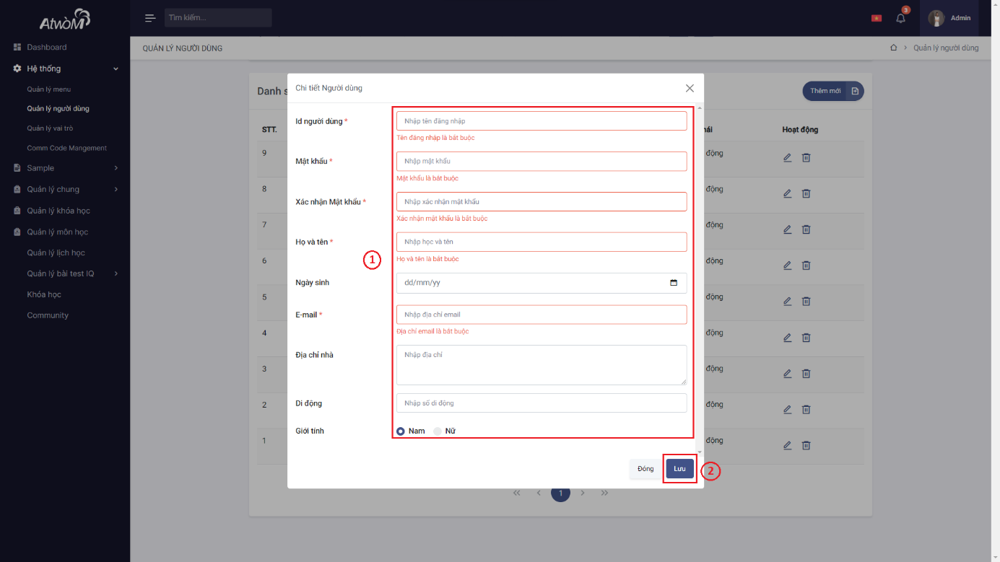 AtwoM
Tìm kiếm...
3
Admin
Dashboard
Hệ thống
Quản lý menu
Quản lý người dùng
Quản lý vai trò
Comm Code Mangement
Sample
Quản lý chung
Quản lý khóa học
Quản lý môn học
Quản lý lịch học
Quản lý bài test IQ
Khóa học
Community
QUẢN LÝ NGƯỜI DÙNG
Quản lý người dùng
Danh s
Thêm mới
STT.
Hoạt động
9
động
8
động
7
động
6
động
5
động
4
động
3
động
2
động
1
động
1
Chi tiết Người dùng
Id người dùng *
Nhập tên đăng nhập
Tên đăng nhập là bắt buộc
Mật khẩu *
Nhập mật khẩu
Mật khẩu là bắt buộc
Xác nhận Mật khẩu *
Nhập xác nhận mật khẩu
Xác nhận mật khẩu là bắt buộc
Họ và tên *
Nhập học và tên
Họ và tên là bắt buộc
1
Ngày sinh
dd/mm/yy
E-mail *
Nhập địa chỉ email
Địa chỉ email là bắt buộc
Địa chỉ nhà
Nhập địa chỉ
Di động
Nhập số di động
Giới tính
Nam Nữ
Đóng
Lưu
2